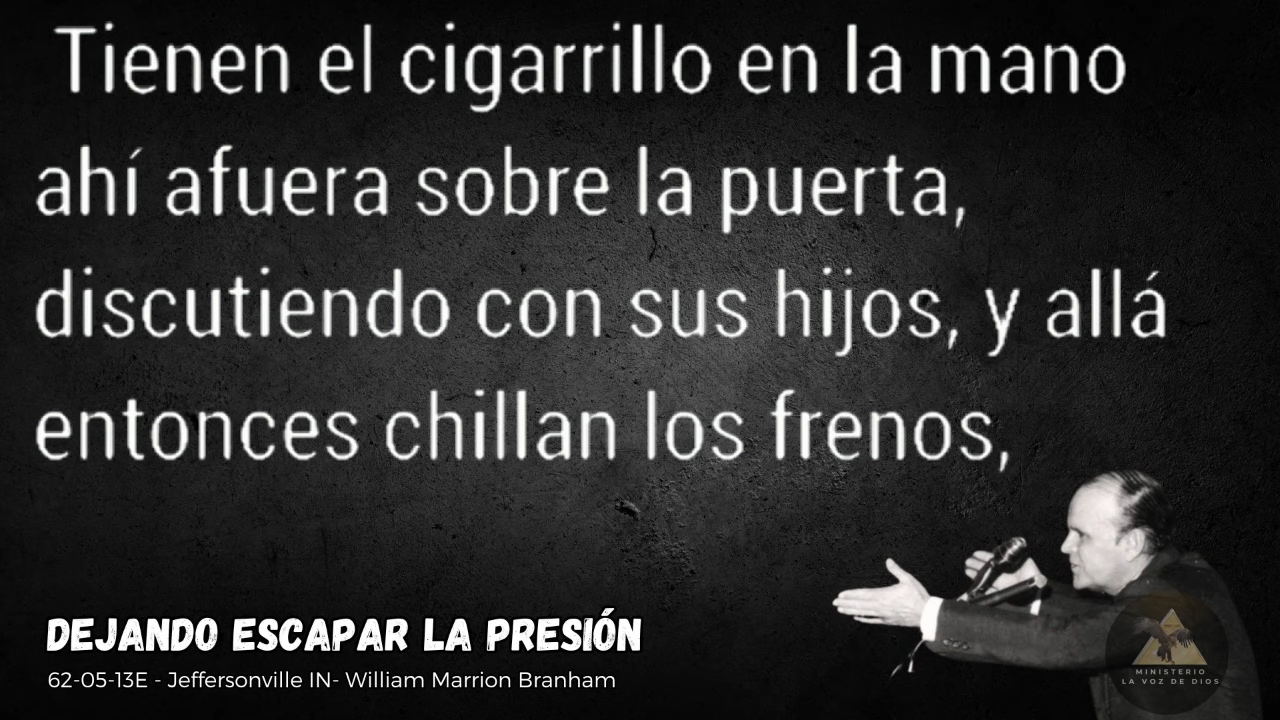 Tienen el cigarrillo en la mano
ahí afuera sobre la puerta,
discutiendo con sus hijos, y allá
entonces chillan los frenos,
DEJANDO ESCAPAR LA PRESIÓN
62-05-13E - Jeffersonville IN- William Marrion Branham
MINISTERIO
LA VOZ DE DIOS